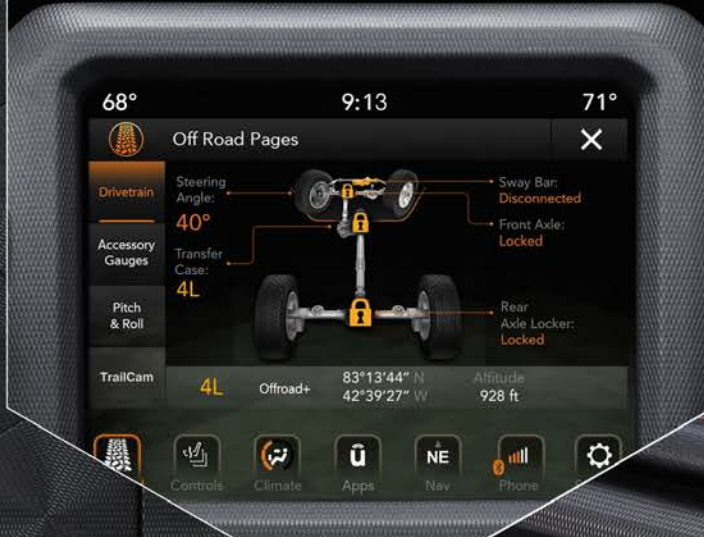 68°
9:13
71°
Off Road Pages
Drivetrain
Accessory
Gauges
Pitch
& Roll
TrailCam
Steering
Angle:
40°
Transfer
Case:
4L
Sway Bar:
Disconnected
Front Axle:
Locked
Rear
Axle Locker:
Locked
4L
Offroad+
83°13'44" N
42°39'27" W
Altitude
928 ft
Controls
Climate
ū
Apps
NE
Nav
Phone